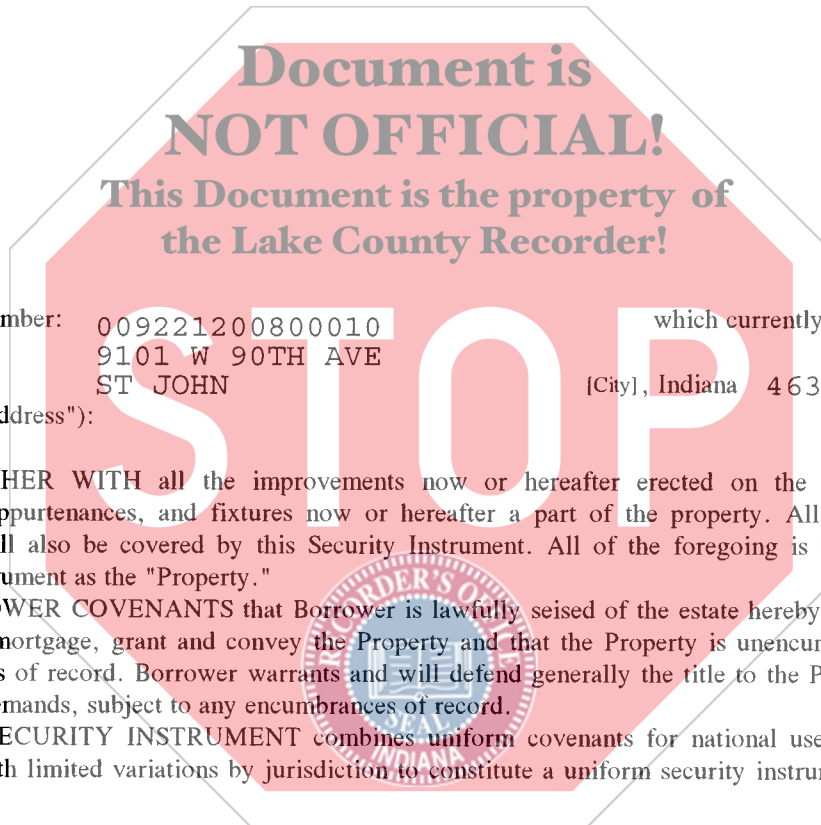 Document is
NOT OFFICIAL!
This Document is the property of
the Lake County Recorder!
STOP
mber: 009221200800010 which currently
9101 W 90TH AVE
ST JOHN [City], Indiana 463
ddress"):
HER WITH all the improvements now or hereafter erected on the
ppurtenances, and fixtures now or hereafter a part of the property. All
ll also be covered by this Security Instrument. All of the foregoing is
rument as the "Property."
OWER COVENANTS that Borrower is lawfully seised of the estate hereby
mortgage, grant and convey the Property and that the Property is unencum
s of record. Borrower warrants and will defend generally the title to the P
mands, subject to any encumbrances of record.
ECURITY INSTRUMENT combines uniform covenants for national use
th limited variations by jurisdiction to constitute a uniform security instrum
RECORDER'S OFFICE
SEAL
INDIANA